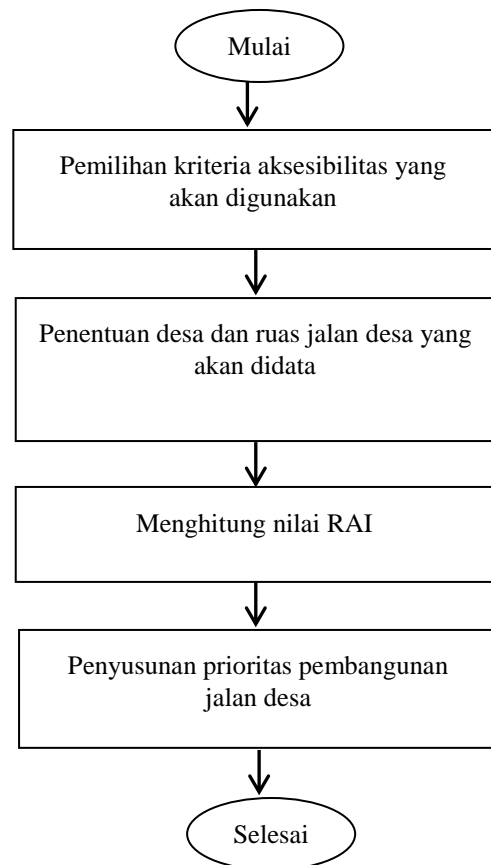 Mulai
Pemilihan kriteria aksesibilitas yang
akan digunakan
Penentuan desa dan ruas jalan desa yang
akan didata
Menghitung nilai RAI
Penyusunan prioritas pembangunan
jalan desa
Selesai